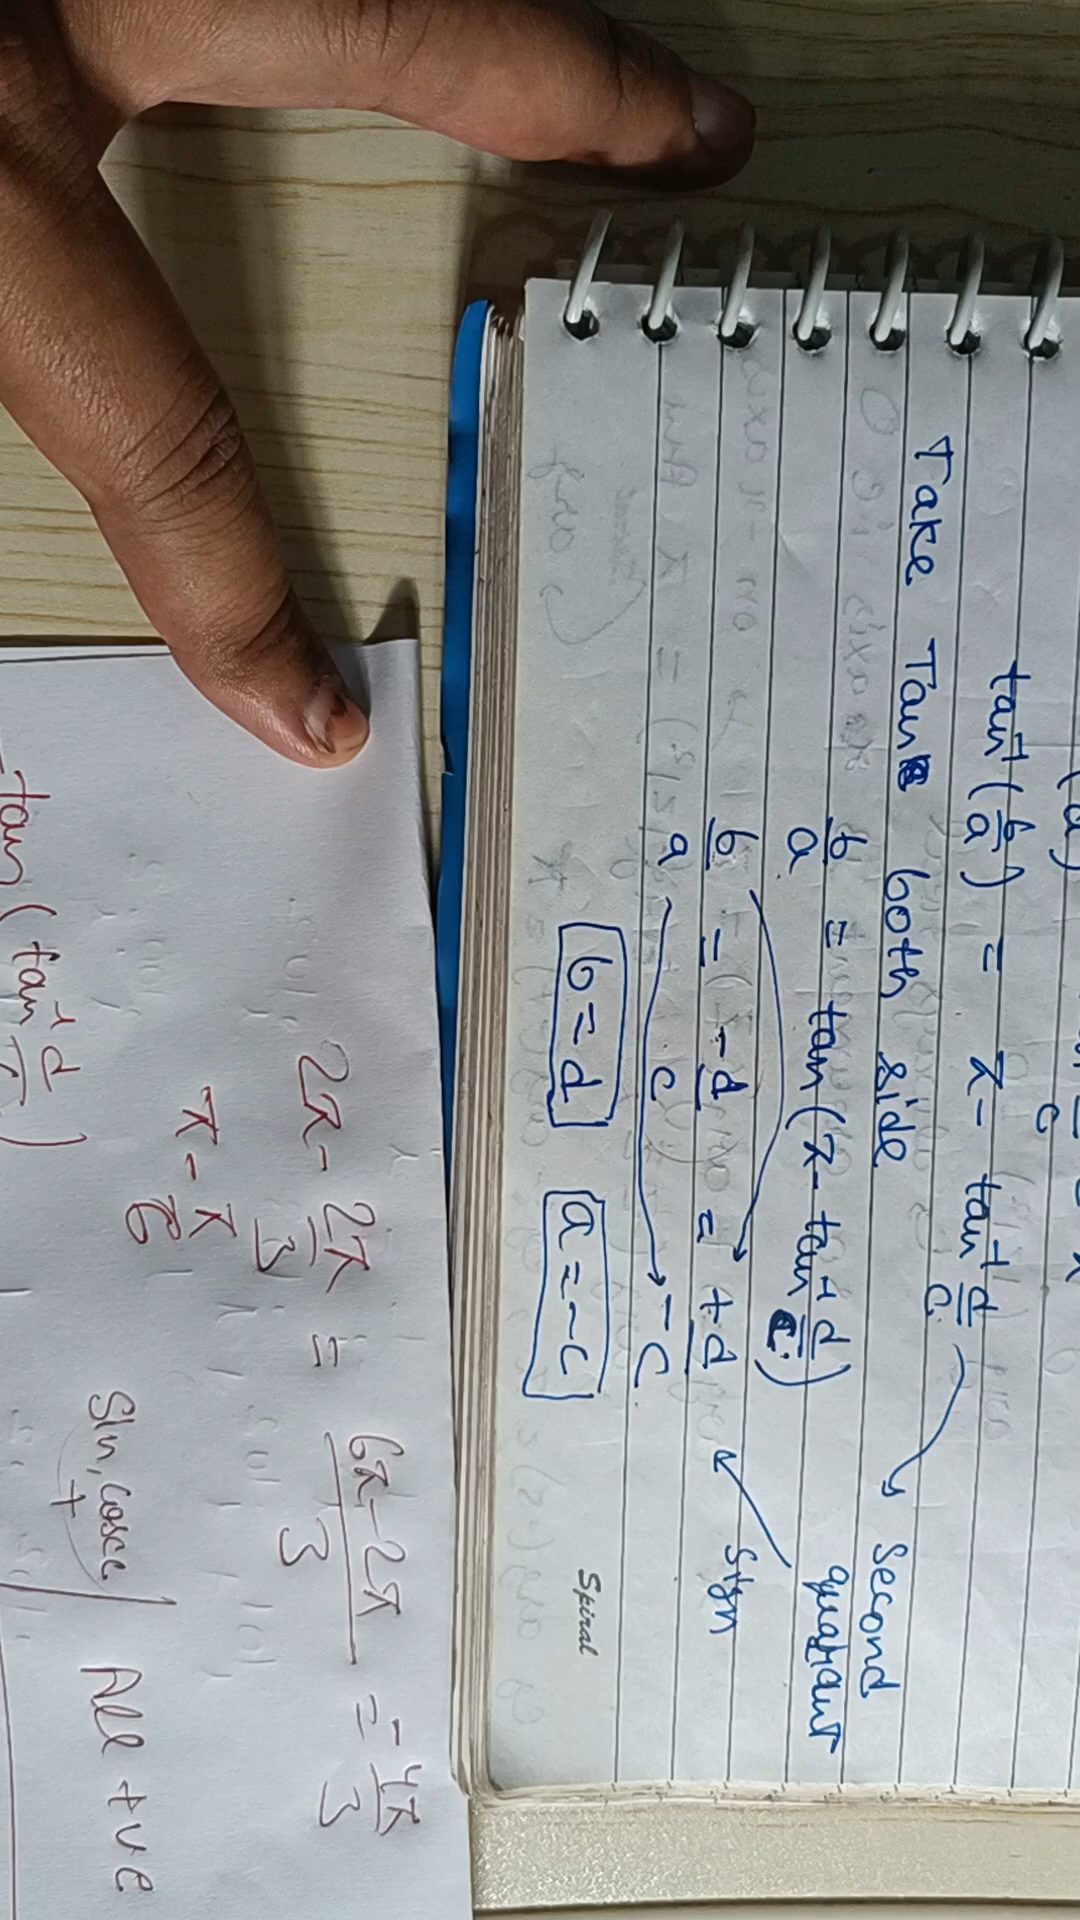 tan⁻¹(b/a) = π - tan⁻¹ d/c
→ second quadrant
Take Tan both side
b/a = tan(π - tan⁻¹ d/c)
b/a = -d/c = +d/-c
sign
b = d
a = -c
Spiral
2π - 2π/3 = 6π-2π/3 = 4π/3
π - π/6
Sin, cosec
+
All +ve
-tan(tan⁻¹ d/c)